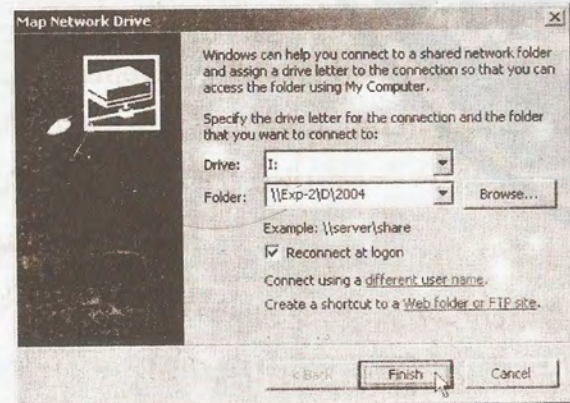 Map Network Drive
Windows can help you connect to a shared network folder
and assign a drive letter to the connection so that you can
access the folder using My Computer.
Specify the drive letter for the connection and the folder
that you want to connect to:
Drive: I:
Folder: \\Exp-2\D\2004 Browse...
Example: \\server\share
Reconnect at logon
Connect using a different user name.
Create a shortcut to a Web folder or FTP site.
< Back Finish Cancel